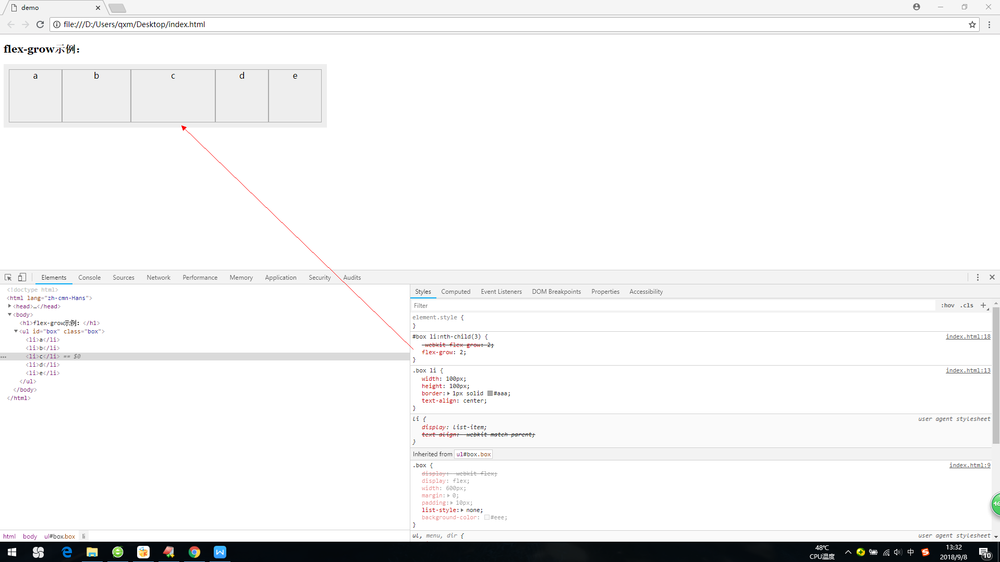 demo
file:///D:/Users/qxm/Desktop/index.html
flex-grow示例：
a b c d e
Elements Console Sources Network Performance Memory Application Security Audits
<!doctype html>
<html lang="zh-cmn-Hans">
<head>…</head>
<body>
<h1>flex-grow示例：</h1>
<ul id="box" class="box">
<li>a</li>
<li>b</li>
... <li>c</li> == $0
<li>d</li>
<li>e</li>
</ul>
</body>
</html>
html body ul#box.box li
Styles Computed Event Listeners DOM Breakpoints Properties Accessibility
Filter :hov .cls +
element.style {
}
#box li:nth-child(3) { index.html:18
-webkit-flex-grow: 2;
flex-grow: 2;
}
.box li { index.html:13
width: 100px;
height: 100px;
border: 1px solid #aaa;
text-align: center;
}
li { user agent stylesheet
display: list-item;
text-align: -webkit-match-parent;
}
Inherited from ul#box.box
.box { index.html:9
display: -webkit-flex;
display: flex;
width: 600px;
margin: 0;
padding: 10px;
list-style: none;
background-color: #eee;
}
ul, menu, dir { user agent stylesheet
46
48℃
CPU温度
中
13:32
2018/9/8
10